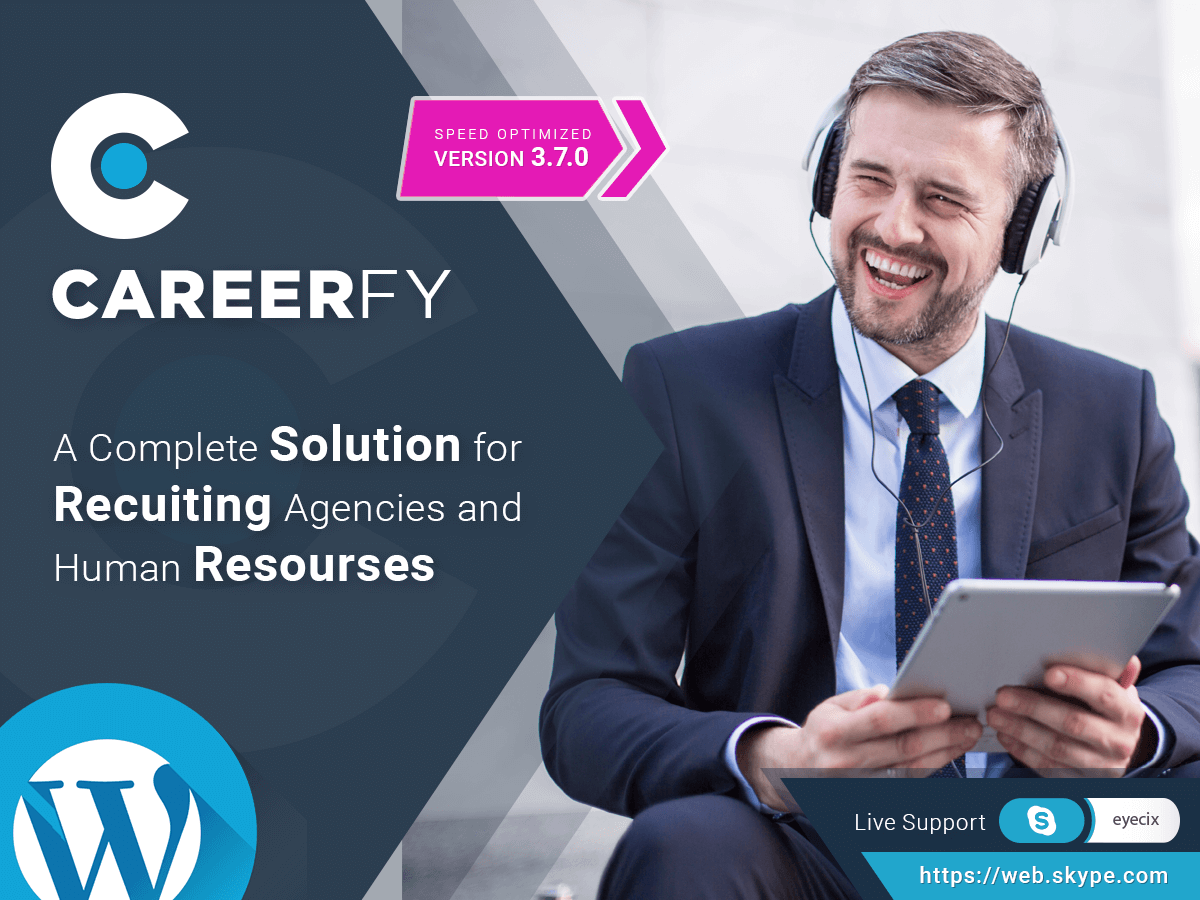 SPEED OPTIMIZED
VERSION 3.7.0
CAREERFY
A Complete Solution for
Recuiting Agencies and
Human Resourses
Live Support
eyecix
https://web.skype.com